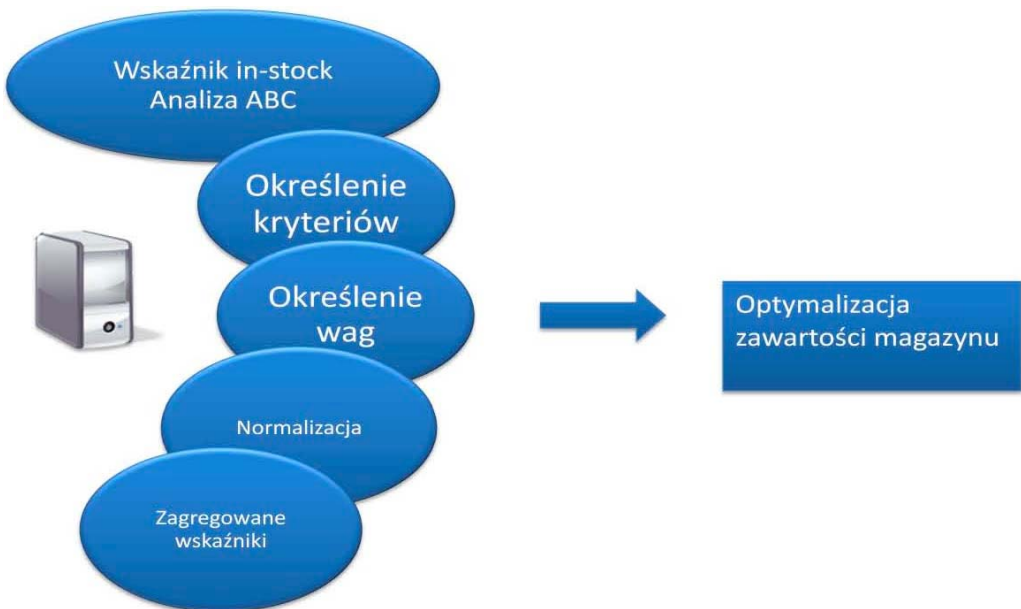 Wskaźnik in-stock
Analiza ABC
Określenie
kryteriów
Określenie
wag
Normalizacja
Zagregowane
wskaźniki
Optymalizacja
zawartości magazynu